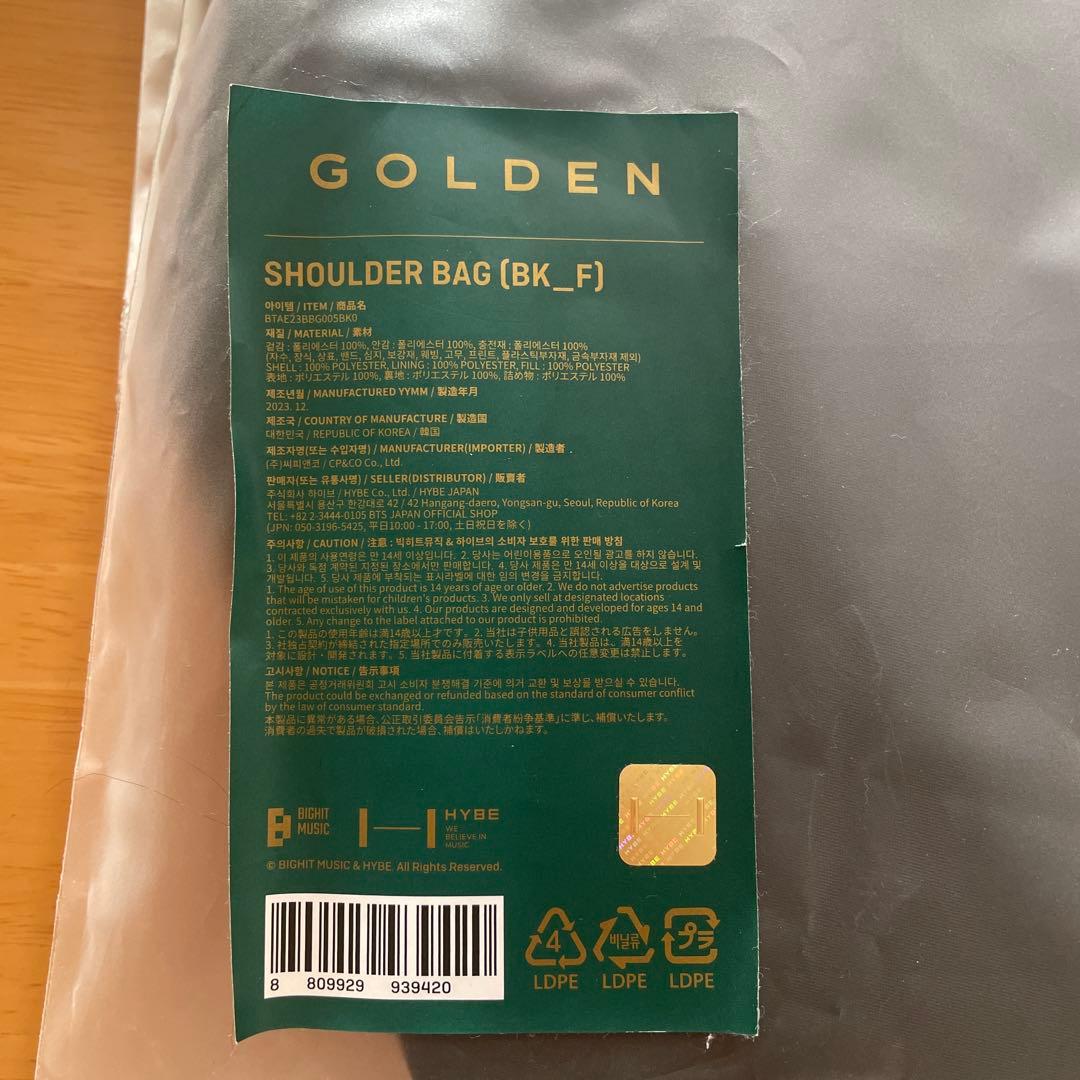 GOLDEN
SHOULDER BAG (BK_F)
아이템 / ITEM / 商品名
BTAE23BBG005BK0
재질 / MATERIAL / 素材
겉감 : 폴리에스터 100%, 안감 : 폴리에스터 100%, 충전재 : 폴리에스터 100%
(자수, 장식, 상표, 밴드, 심지, 보강재, 웨빙, 고무, 프린트, 플라스틱부자재, 금속부자재 제외)
SHELL : 100% POLYESTER, LINING : 100% POLYESTER, FILL : 100% POLYESTER
表地 : ポリエステル 100%, 裏地 : ポリエステル 100%, 詰め物 : ポリエステル 100%
제조년월 / MANUFACTURED YYMM / 製造年月
2023. 12.
제조국 / COUNTRY OF MANUFACTURE / 製造国
대한민국 / REPUBLIC OF KOREA / 韓国
제조자명(또는 수입자명) / MANUFACTURER(IMPORTER) / 製造者
(주)씨피앤코 / CP&CO Co., Ltd.
판매자(또는 유통사명) / SELLER(DISTRIBUTOR) / 販賣者
주식회사 하이브 / HYBE Co., Ltd. / HYBE JAPAN
서울특별시 용산구 한강대로 42 / 42 Hangang-daero, Yongsan-gu, Seoul, Republic of Korea
TEL: +82 2-3444-0105 BTS JAPAN OFFICIAL SHOP
(JPN: 050-3196-5425, 平日10:00 - 17:00, 土日祝日を除く)
주의사항 / CAUTION / 注意 : 빅히트뮤직 & 하이브의 소비자 보호를 위한 판매 방침
1. 이 제품의 사용연령은 만 14세 이상입니다. 2. 당사는 어린이용품으로 오인될 광고를 하지 않습니다.
3. 당사와 독점 계약된 지정된 장소에서만 판매합니다. 4. 당사 제품은 만 14세 이상을 대상으로 설계 및
개발됩니다. 5. 당사 제품에 부착되는 표시라벨에 대한 임의 변경을 금지합니다.
1. The age of use of this product is 14 years of age or older. 2. We do not advertise products
that will be mistaken for children's products. 3. We only sell at designated locations
contracted exclusively with us. 4. Our products are designed and developed for ages 14 and
older. 5. Any change to the label attached to our product is prohibited.
1. この製品の使用年齢は満14歳以上才です。2. 当社は子供用品と誤認される広告をしません。
3. 社独占契約が締結された指定場所でのみ販売いたします。4. 当社製品は、満14歳以上を
対象に設計・開発されます。5. 当社製品に付着する表示ラベルへの任意変更は禁止します。
고시사항 / NOTICE / 告示事項
본 제품은 공정거래위원회 고시 소비자 분쟁해결 기준에 의거 교환 및 보상을 받으실 수 있습니다.
The product could be exchanged or refunded based on the standard of consumer conflict
by the law of consumer standard.
本製品に異常がある場合、公正取引委員会告示「消費者紛争基準」に準じ、補償いたします。
消費者の過失で製品が破損された場合、補償はいたしかねます。
BIGHIT
MUSIC
HYBE
WE
BELIEVE IN
MUSIC
© BIGHIT MUSIC & HYBE. All Rights Reserved.
8 809929 939420
4
LDPE
비닐류
LDPE
プラ
LDPE